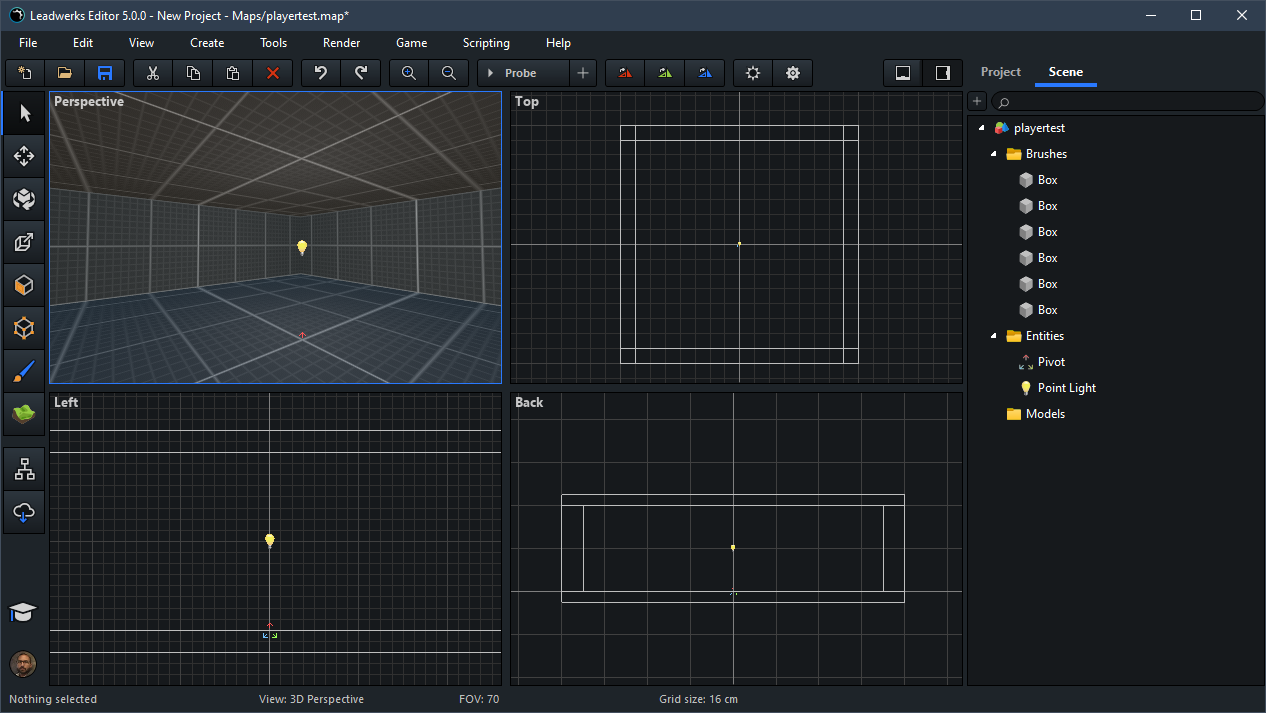 Leadwerks Editor 5.0.0 - New Project - Maps/playertest.map*
File Edit View Create Tools Render Game Scripting Help
Probe
Project Scene
Perspective
Top
playertest
Brushes
Box
Box
Box
Box
Box
Box
Entities
Pivot
Point Light
Models
Left
Back
Nothing selected View: 3D Perspective FOV: 70 Grid size: 16 cm